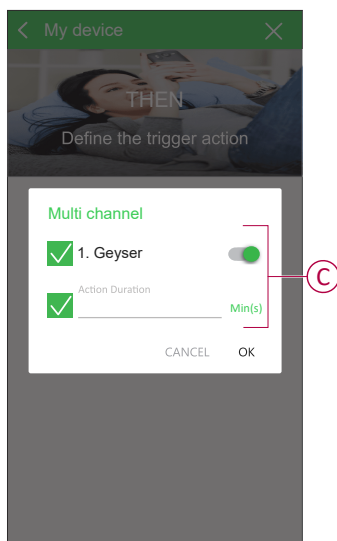 My device
THEN
Define the trigger action
Multi channel
1. Geyser
Action Duration
Min(s)
CANCEL OK
C